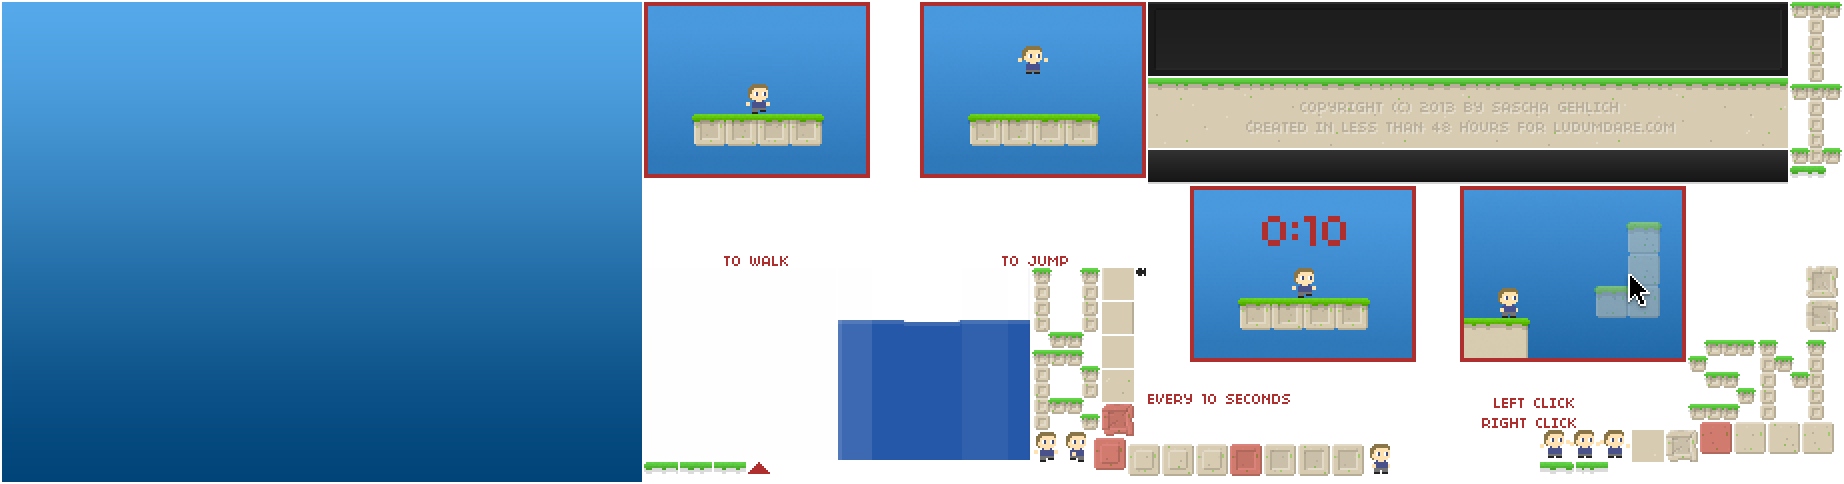 COPYRIGHT (C) 2013 BY SASCHA GEHLICH
CREATED IN LESS THAN 48 HOURS FOR LUDUMDARE.COM
0:10
TO WALK
TO JUMP
EVERY 10 SECONDS
LEFT CLICK
RIGHT CLICK